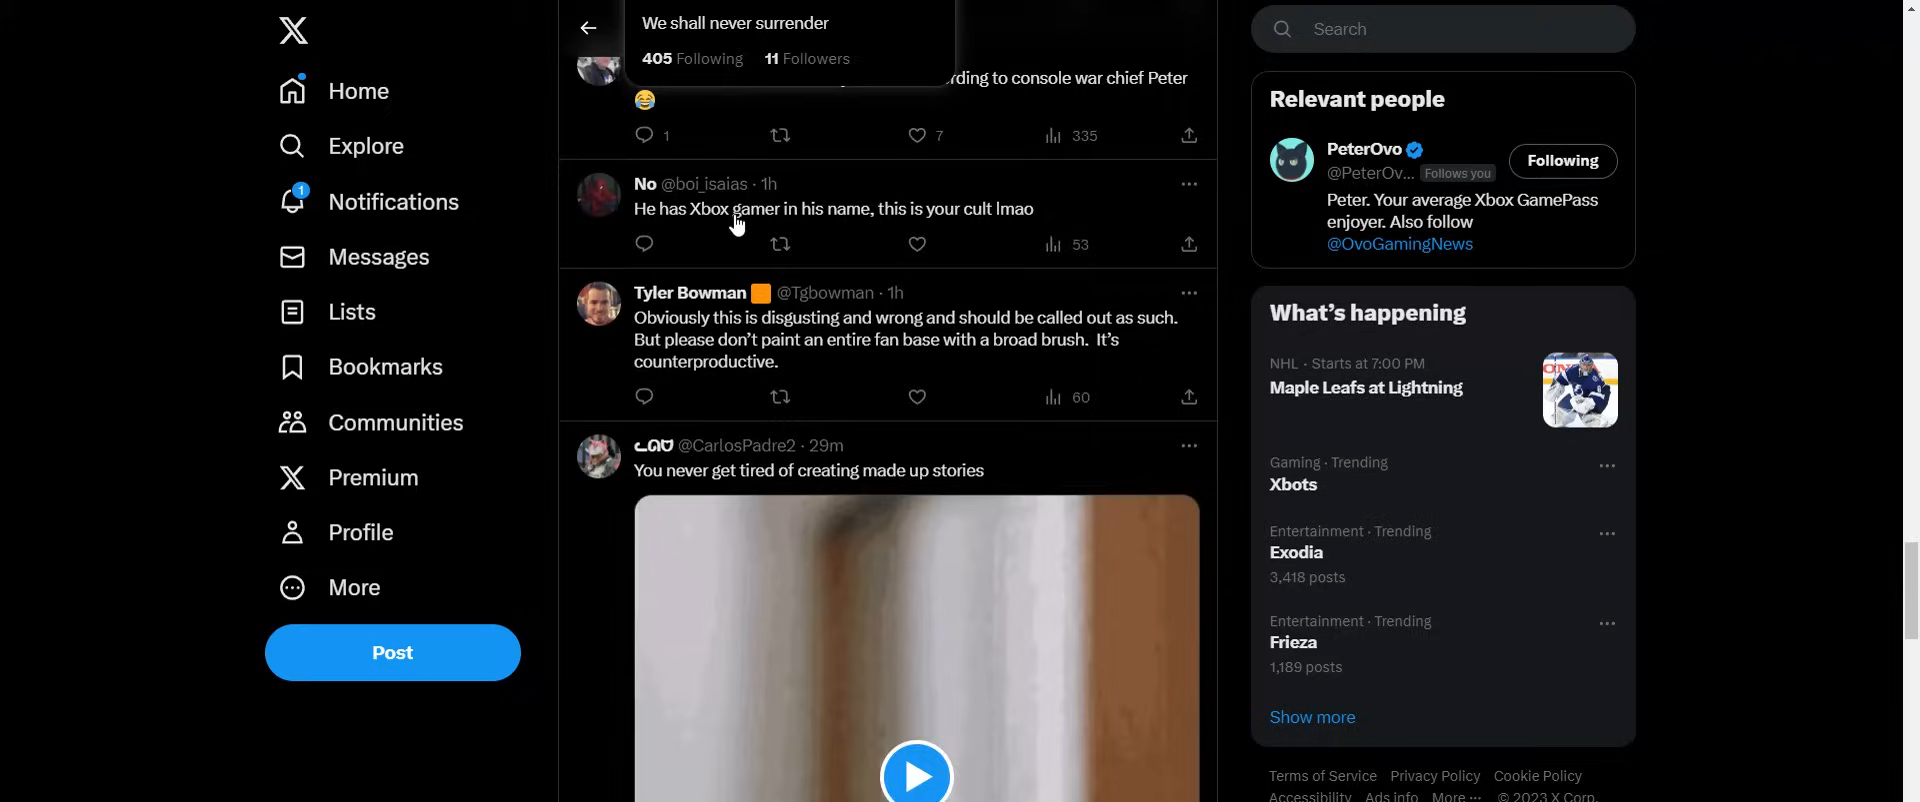 Home
Explore
1
Notifications
Messages
Lists
Bookmarks
Communities
Premium
Profile
More
Post
We shall never surrender
405 Following 11 Followers
rding to console war chief Peter
😂
1 7 335
No @boi_isaias · 1h
He has Xbox gamer in his name, this is your cult lmao
53
Tyler Bowman 🟧 @Tgbowman · 1h
Obviously this is disgusting and wrong and should be called out as such.
But please don’t paint an entire fan base with a broad brush. It’s
counterproductive.
60
@CarlosPadre2 · 29m
You never get tired of creating made up stories
Search
Relevant people
PeterOvo
@PeterOv... Follows you
Following
Peter. Your average Xbox GamePass
enjoyer. Also follow
@OvoGamingNews
What’s happening
NHL · Starts at 7:00 PM
Maple Leafs at Lightning
Gaming · Trending
Xbots
Entertainment · Trending
Exodia
3,418 posts
Entertainment · Trending
Frieza
1,189 posts
Show more
Terms of Service Privacy Policy Cookie Policy
Accessibility Ads info More ··· © 2023 X Corp.